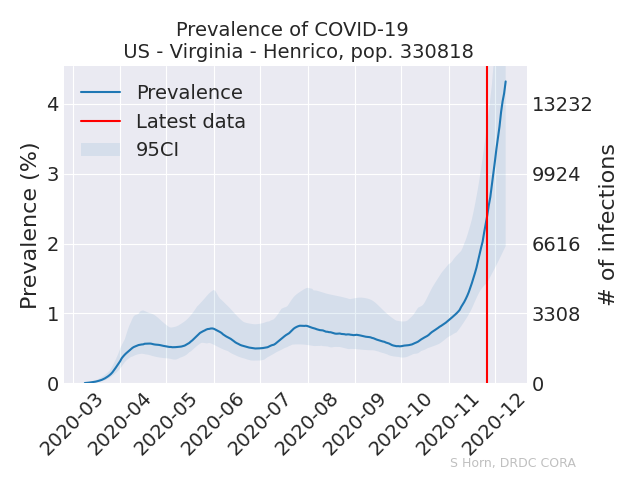 Prevalence of COVID-19
US - Virginia - Henrico, pop. 330818
Prevalence
Latest data
95CI
Prevalence (%)
4
3
2
1
0
13232
9924
6616
3308
0
# of infections
2020-03
2020-04
2020-05
2020-06
2020-07
2020-08
2020-09
2020-10
2020-11
2020-12
S Horn, DRDC CORA